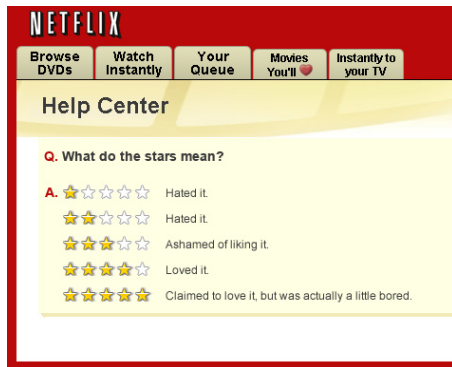 NETFLIX
Browse DVDs
Watch Instantly
Your Queue
Movies You'll
Instantly to your TV
Help Center
Q. What do the stars mean?
A. Hated it.
Hated it.
Ashamed of liking it.
Loved it.
Claimed to love it, but was actually a little bored.